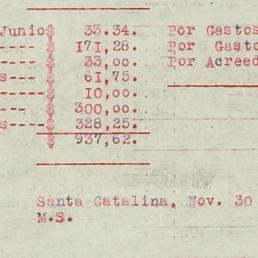 Junio $ 33.34. Por Gastos
---- $ 171,28. Por Gasto
---- $ 33,00. Por Acreed
s--- $ 61,75.
---- $ 10,00.
--- $ 300,00.
s---- $ 328,25.
$ 937,62.
Santa Catalina, Nov. 30
M.S.